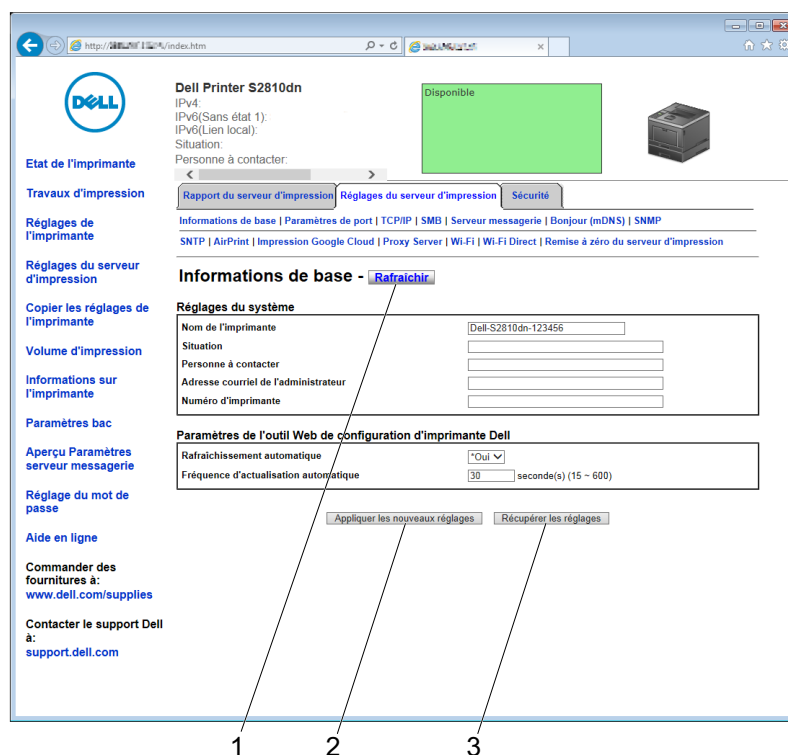 http:// /index.htm
DELL
Dell Printer S2810dn
IPv4:
IPv6(Sans état 1):
IPv6(Lien local):
Situation:
Personne à contacter:
Disponible
Etat de l'imprimante
Travaux d'impression
Réglages de
l'imprimante
Réglages du serveur
d'impression
Copier les réglages de
l'imprimante
Volume d'impression
Informations sur
l'imprimante
Paramètres bac
Aperçu Paramètres
serveur messagerie
Réglage du mot de
passe
Aide en ligne
Commander des
fournitures à:
www.dell.com/supplies
Contacter le support Dell
à:
support.dell.com
Rapport du serveur d'impression Réglages du serveur d'impression Sécurité
Informations de base | Paramètres de port | TCP/IP | SMB | Serveur messagerie | Bonjour (mDNS) | SNMP
SNTP | AirPrint | Impression Google Cloud | Proxy Server | Wi-Fi | Wi-Fi Direct | Remise à zéro du serveur d'impression
Informations de base - Rafraîchir
Réglages du système
Nom de l'imprimante Dell-S2810dn-123456
Situation
Personne à contacter
Adresse courriel de l'administrateur
Numéro d'imprimante
Paramètres de l'outil Web de configuration d'imprimante Dell
Rafraîchissement automatique *Oui
Fréquence d'actualisation automatique 30 seconde(s) (15 ~ 600)
Appliquer les nouveaux réglages Récupérer les réglages
1 2 3